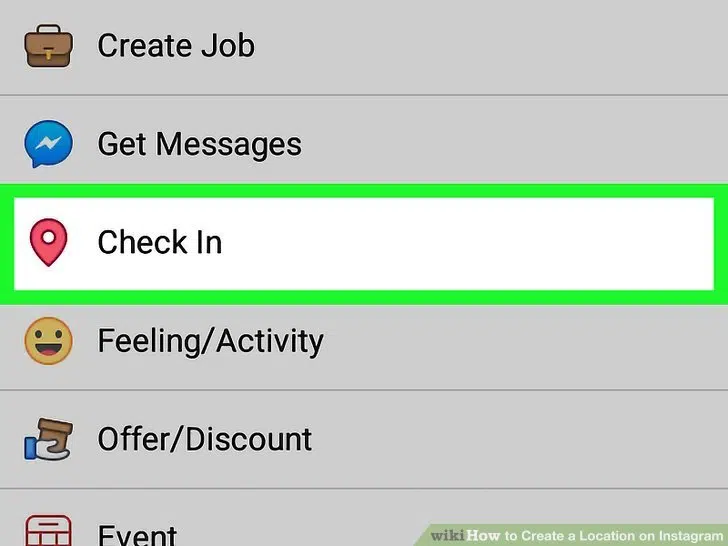 Create Job
Get Messages
Check In
Feeling/Activity
Offer/Discount
Event
wikiHow to Create a Location on Instagram